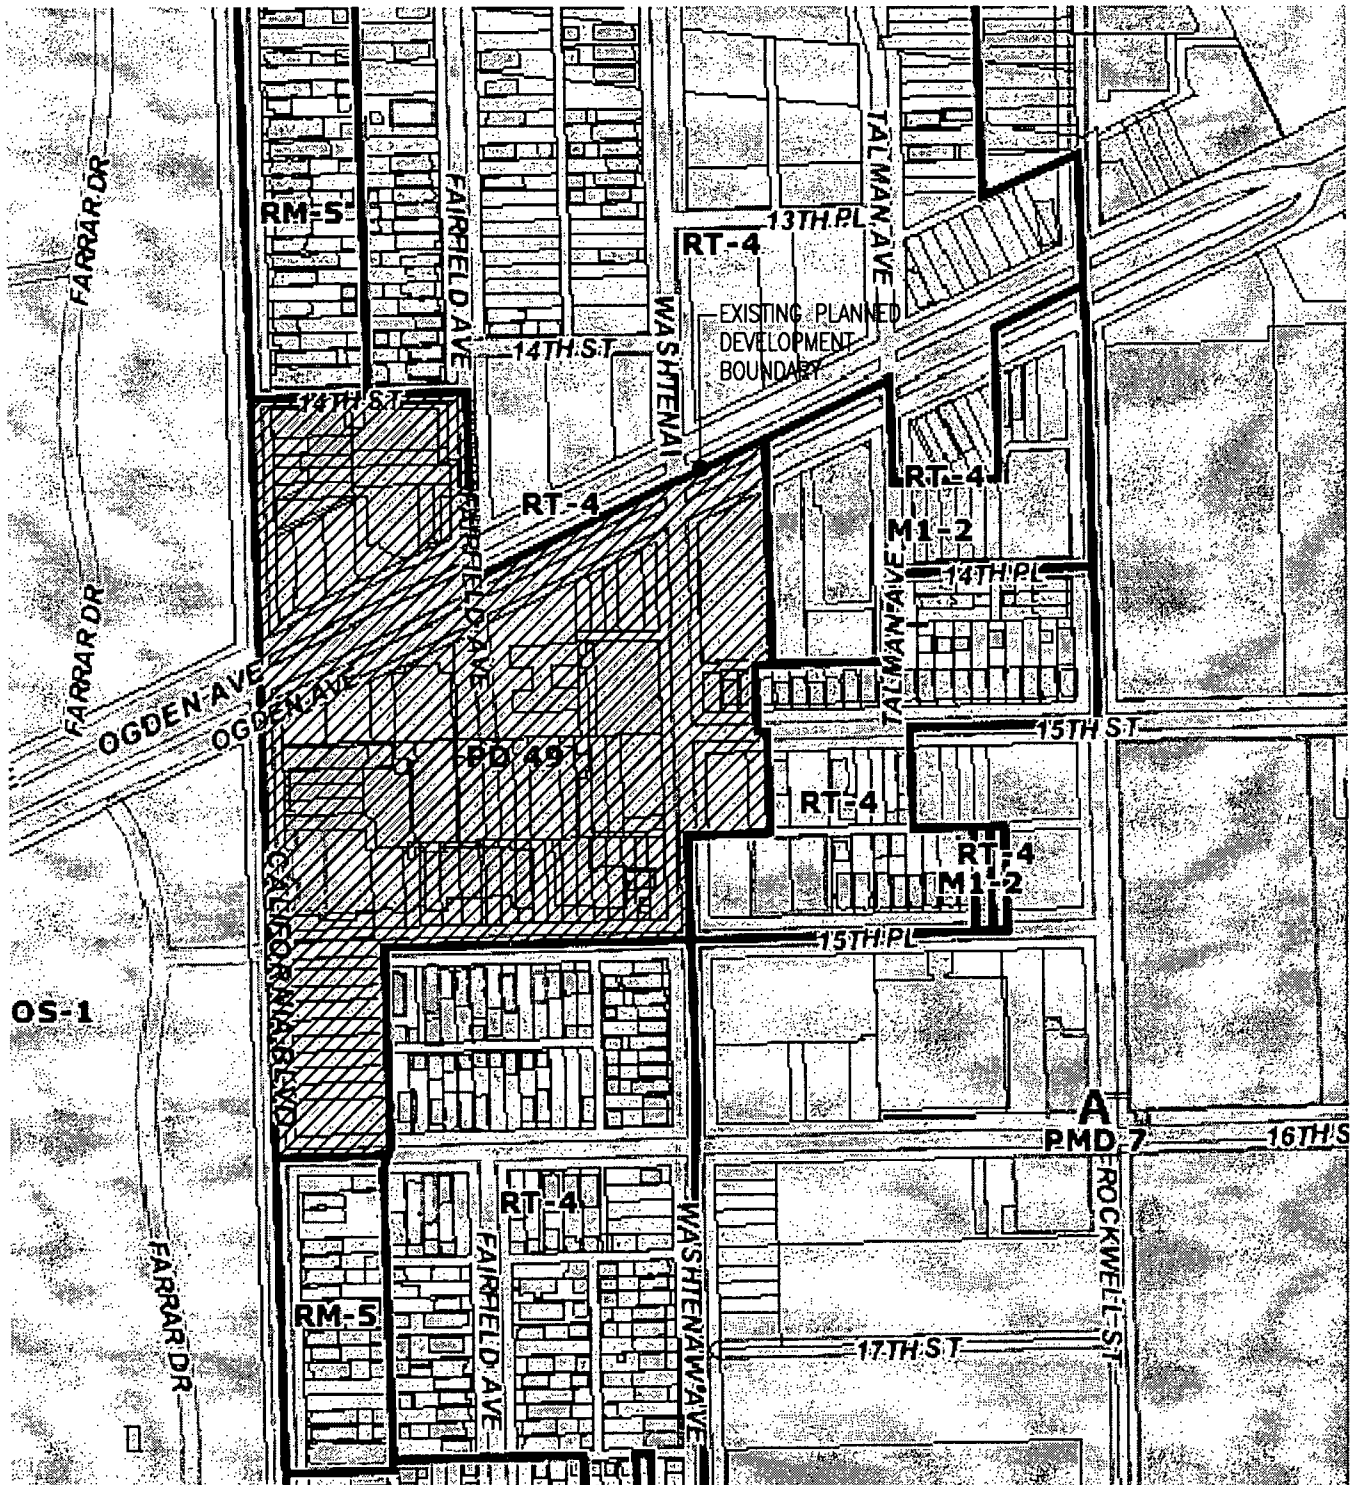 FARRAR DR
RM-5
FAIRFIELD AVE
TALMAN AVE
13TH PL
RT-4
WASHTENA
EXISTING PLANNED
DEVELOPMENT
BOUNDARY
14TH ST
14TH ST
RT-4
RT-4
M1-2
14TH PL
FAIRFIELD AVE
TALMAN AVE
FARRAR DR
OGDEN AVE
OGDEN AVE
PD 49
15TH ST
RT-4
RT-4
M1-2
15TH PL
CALIFORNIA BLVD
OS-1
A
PMD 7
16TH S
ROCKWELL ST
RT-4
WASHTENAW AVE
FAIRFIELD AVE
FARRAR DR
RM-5
17TH ST